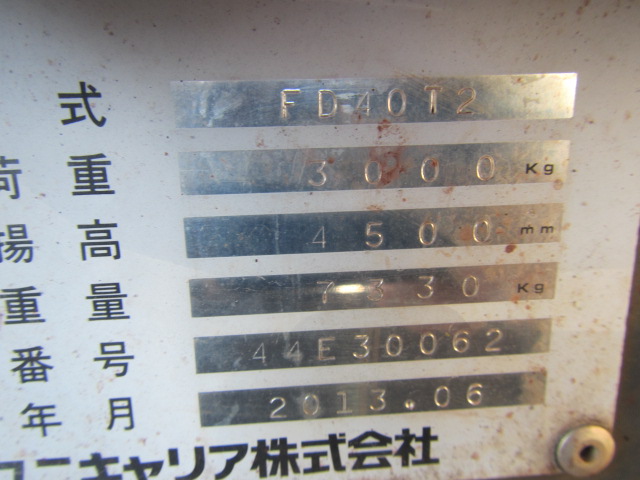 式 FD40T2
荷重 3000 Kg
揚高 4500 mm
重量 7330 Kg
番号 44E30062
年月 2013.06
ユニキャリア株式会社